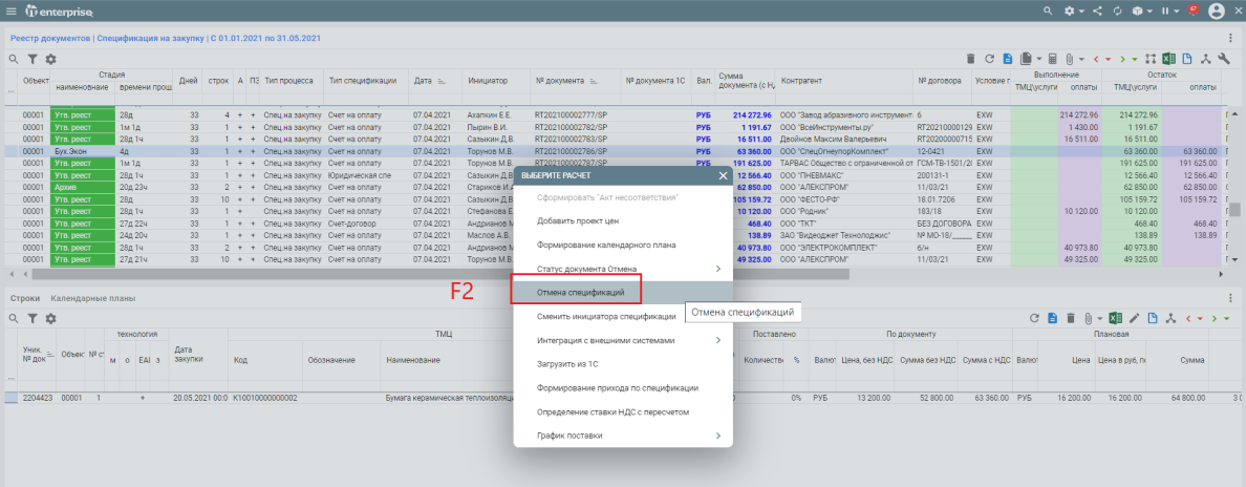 enterprise
67
Реестр документов | Спецификация на закупку | С 01.01.2021 по 31.05.2021
Объект Стадия Дней строк А ПЗ Тип процесса Тип спецификации Дата Инициатор № документа № документа 1С Вал. Сумма документа (с НД Контрагент № договора Условие п Выполнение Остаток
наименовнаие времени прош ТМЦ\услуги оплаты ТМЦ\услуги оплаты
00001 Утв. реест 28д 33 4 + + Спец.на закупку Счет на оплату 07.04.2021 Ахапкин Е.Е. RT202100002777/SP РУБ 214 272.96 ООО "Завод абразивного инструмент 6 EXW 214 272.96 214 272.96
00001 Утв. реест 1м 1д 33 1 + + Спец.на закупку Счет на оплату 07.04.2021 Пырин В.И. RT202100002782/SP РУБ 1 191.67 ООО "ВсеИнструменты.ру" RT20210000129 EXW 1 430.00 1 191.67
00001 Утв. реест 28д 1ч 33 1 + + Спец.на закупку Счет на оплату 07.04.2021 Сазыкин Д.В. RT202100002783/SP РУБ 16 511.00 Двойнов Максим Валерьевич RT202000000715 EXW 16 511.00 16 511.00
00001 Бух.Экон 4д 33 1 + + Спец.на закупку Счет на оплату 07.04.2021 Торунов М.В. RT202100002786/SP РУБ 63 360.00 ООО "СпецОгнеупорКомплект" 12-0421 EXW 63 360.00 63 360.00
00001 Утв. реест 1м 1д 33 1 + + Спец.на закупку Юридическая спе 07.04.2021 Торунов М.В. RT202100002787/SP РУБ 191 625.00 ТАРВАС Общество с ограниченной от ГСМ-ТВ-1501/20 EXW 191 625.00 191 625.00
00001 Утв. реест 28д 1ч 33 1 + + Спец.на закупку Юридическая спе 07.04.2021 Сазыкин Д.В 12 566.40 ООО "ПНЕВМАКС" 200131-1 EXW 12 566.40 12 566.40
00001 Архив 20д 23ч 33 2 + + Спец.на закупку Счет на оплату 07.04.2021 Стариков И.А 62 850.00 ООО "АЛЕКСПРОМ" 11/03/21 EXW 62 850.00 62 850.00
00001 Утв. реест 28д 33 10 + + Спец.на закупку Счет на оплату 07.04.2021 Сазыкин Д.В 105 159.72 ООО "ФЕСТО-РФ" 18.01.7206 EXW 105 159.72 105 159.72
00001 Утв. реест 28д 1ч 33 1 + + Спец.на закупку Счет на оплату 07.04.2021 Стефанова Е 10 120.00 ООО "Родник" 183/18 EXW 10 120.00 10 120.00
00001 Утв. реест 27д 22ч 33 1 + + Спец.на закупку Счет-договор 07.04.2021 Андрианов М 468.40 ООО "ТКТ" БЕЗ ДОГОВОРА EXW 468.40 468.40
00001 Утв. реест 24д 20ч 33 1 + + Спец.на закупку Счет на оплату 07.04.2021 Маслов А.В. 138.89 ЗАО "Видеоджет Технолоджис" № МО-18/______ EXW 138.89 138.89
00001 Утв. реест 28д 1ч 33 2 + + Спец.на закупку Счет на оплату 07.04.2021 Андрианов М 40 973.80 ООО "ЭЛЕКТРОКОМПЛЕКТ" б/н EXW 40 973.80 40 973.80
00001 Утв. реест 27д 21ч 33 10 + + Спец.на закупку Счет на оплату 07.04.2021 Торунов М.В. 49 325.00 ООО "АЛЕКСПРОМ" 11/03/21 EXW 49 325.00 49 325.00
ВЫБЕРИТЕ РАСЧЕТ
Сформировать "Акт несоответствия"
Добавить проект цен
Формирование календарного плана
Статус документа Отмена
Отмена спецификаций
Сменить инициатора спецификации
Интеграция с внешними системами
Загрузить из 1С
Формирование прихода по спецификации
Определение ставки НДС с пересчетом
График поставки
F2
Отмена спецификаций
Строки Календарные планы
Уник. № док Объек № с технология Дата закупки ТМЦ Поставлено По документу Плановая
м о ЕАI з Код Обозначение Наименование Количеств % Валют Цена, без НДС Сумма без НДС Сумма с НДС Валют Цена Цена в руб, по Сумма
2204423 00001 1 + 20.05.2021 00:0 К10010000000002 Бумага керамическая теплоизоляц 0% РУБ 13 200.00 52 800.00 63 360.00 РУБ 16 200.00 16 200.00 64 800.00 3 0